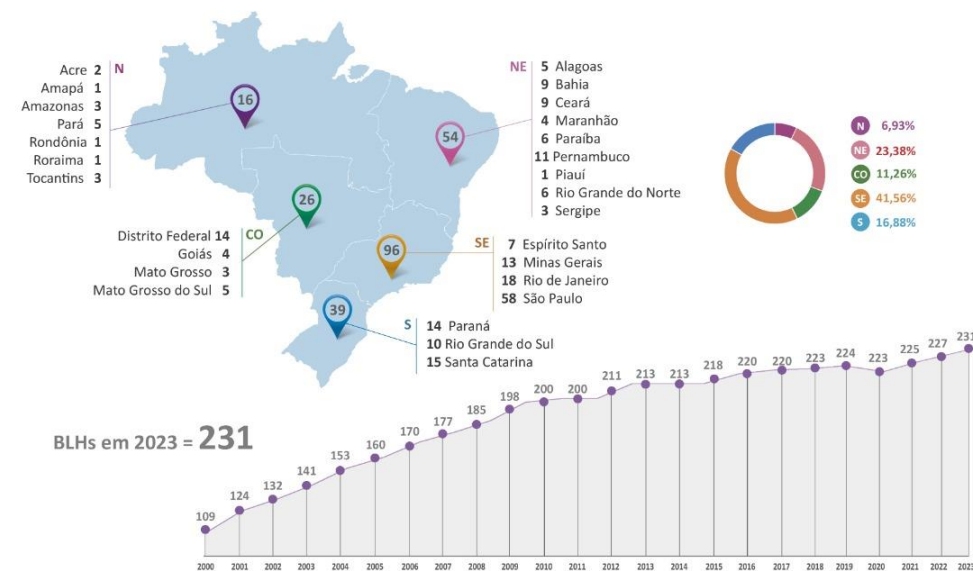 Acre 2 N
Amapá 1
Amazonas 3
Pará 5
Rondônia 1
Roraima 1
Tocantins 3
16
NE 5 Alagoas
9 Bahia
9 Ceará
4 Maranhão
6 Paraíba
11 Pernambuco
1 Piauí
6 Rio Grande do Norte
3 Sergipe
54
N 6,93%
NE 23,38%
CO 11,26%
SE 41,56%
S 16,88%
26
Distrito Federal 14 CO
Goiás 4
Mato Grosso 3
Mato Grosso do Sul 5
96
SE 7 Espírito Santo
13 Minas Gerais
18 Rio de Janeiro
58 São Paulo
39
S 14 Paraná
10 Rio Grande do Sul
15 Santa Catarina
BLHs em 2023 = 231
109 124 132 141 153 160 170 177 185 198 200 200 211 213 213 218 220 220 223 224 223 225 227 231
2000 2001 2002 2003 2004 2005 2006 2007 2008 2009 2010 2011 2012 2013 2014 2015 2016 2017 2018 2019 2020 2021 2022 2023